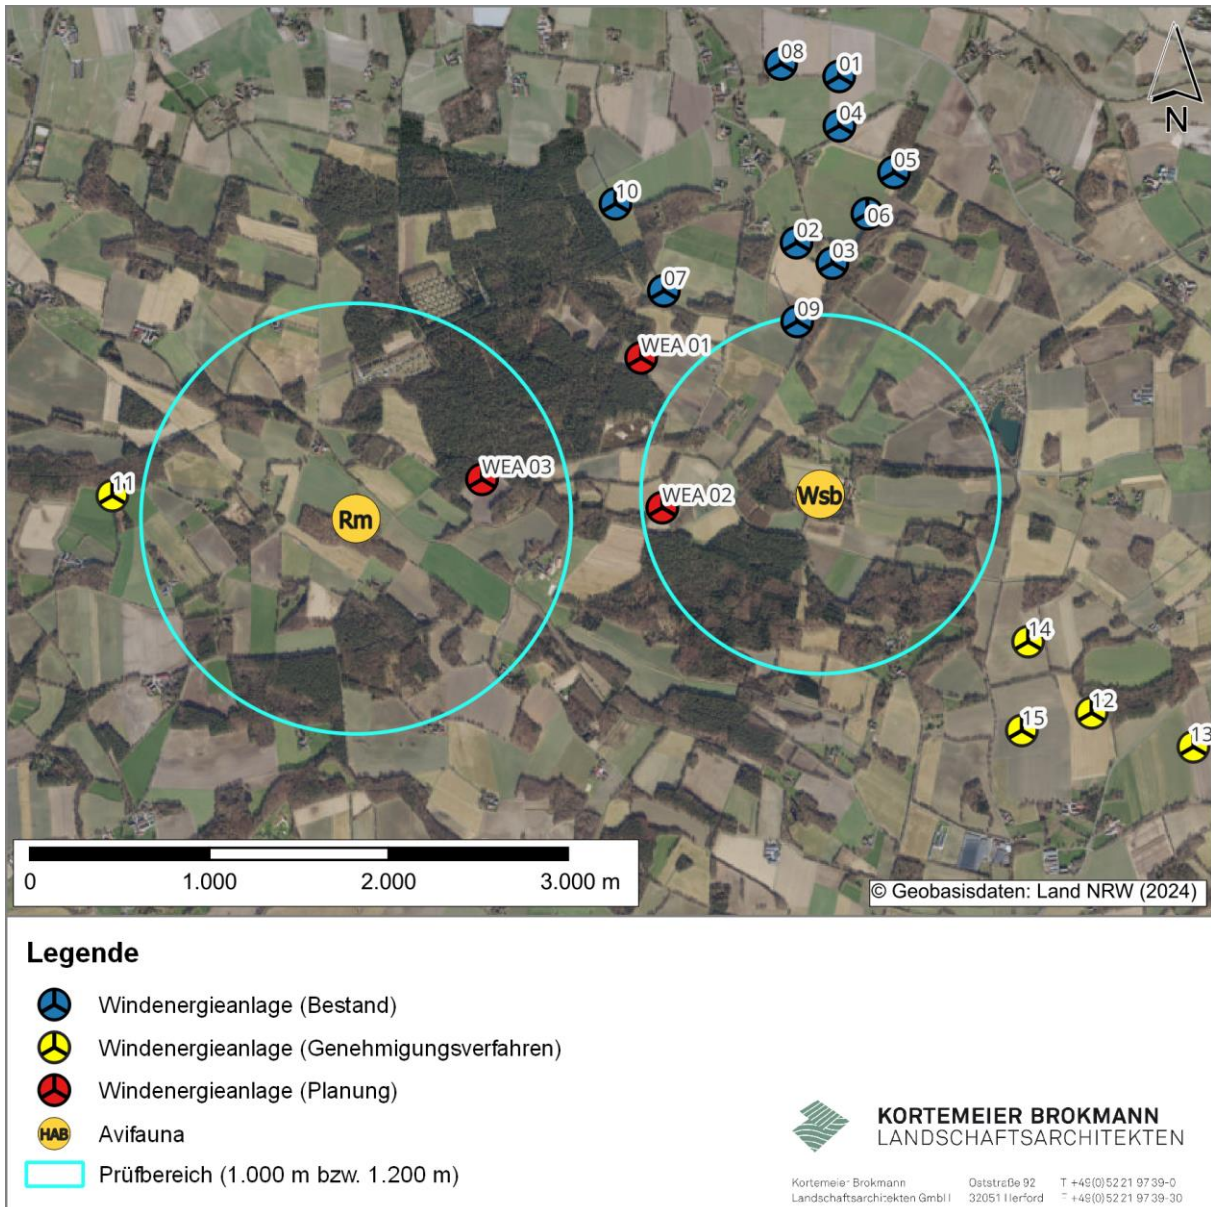 08
01
04
05
10
06
02
03
07
09
WEA 01
WEA 03
11
WEA 02
Wsb
Rm
14
12
15
13
N
0 1.000 2.000 3.000 m
© Geobasisdaten: Land NRW (2024)
Legende
Windenergieanlage (Bestand)
Windenergieanlage (Genehmigungsverfahren)
Windenergieanlage (Planung)
HAB Avifauna
Prüfbereich (1.000 m bzw. 1.200 m)
KORTEMEIER BROKMANN
LANDSCHAFTSARCHITEKTEN
Kortemeier Brokmann Oststraße 92 T +49(0)5221 9739-0
Landschaftsarchitekten GmbH 32051 Herford F +49(0)5221 9739-30